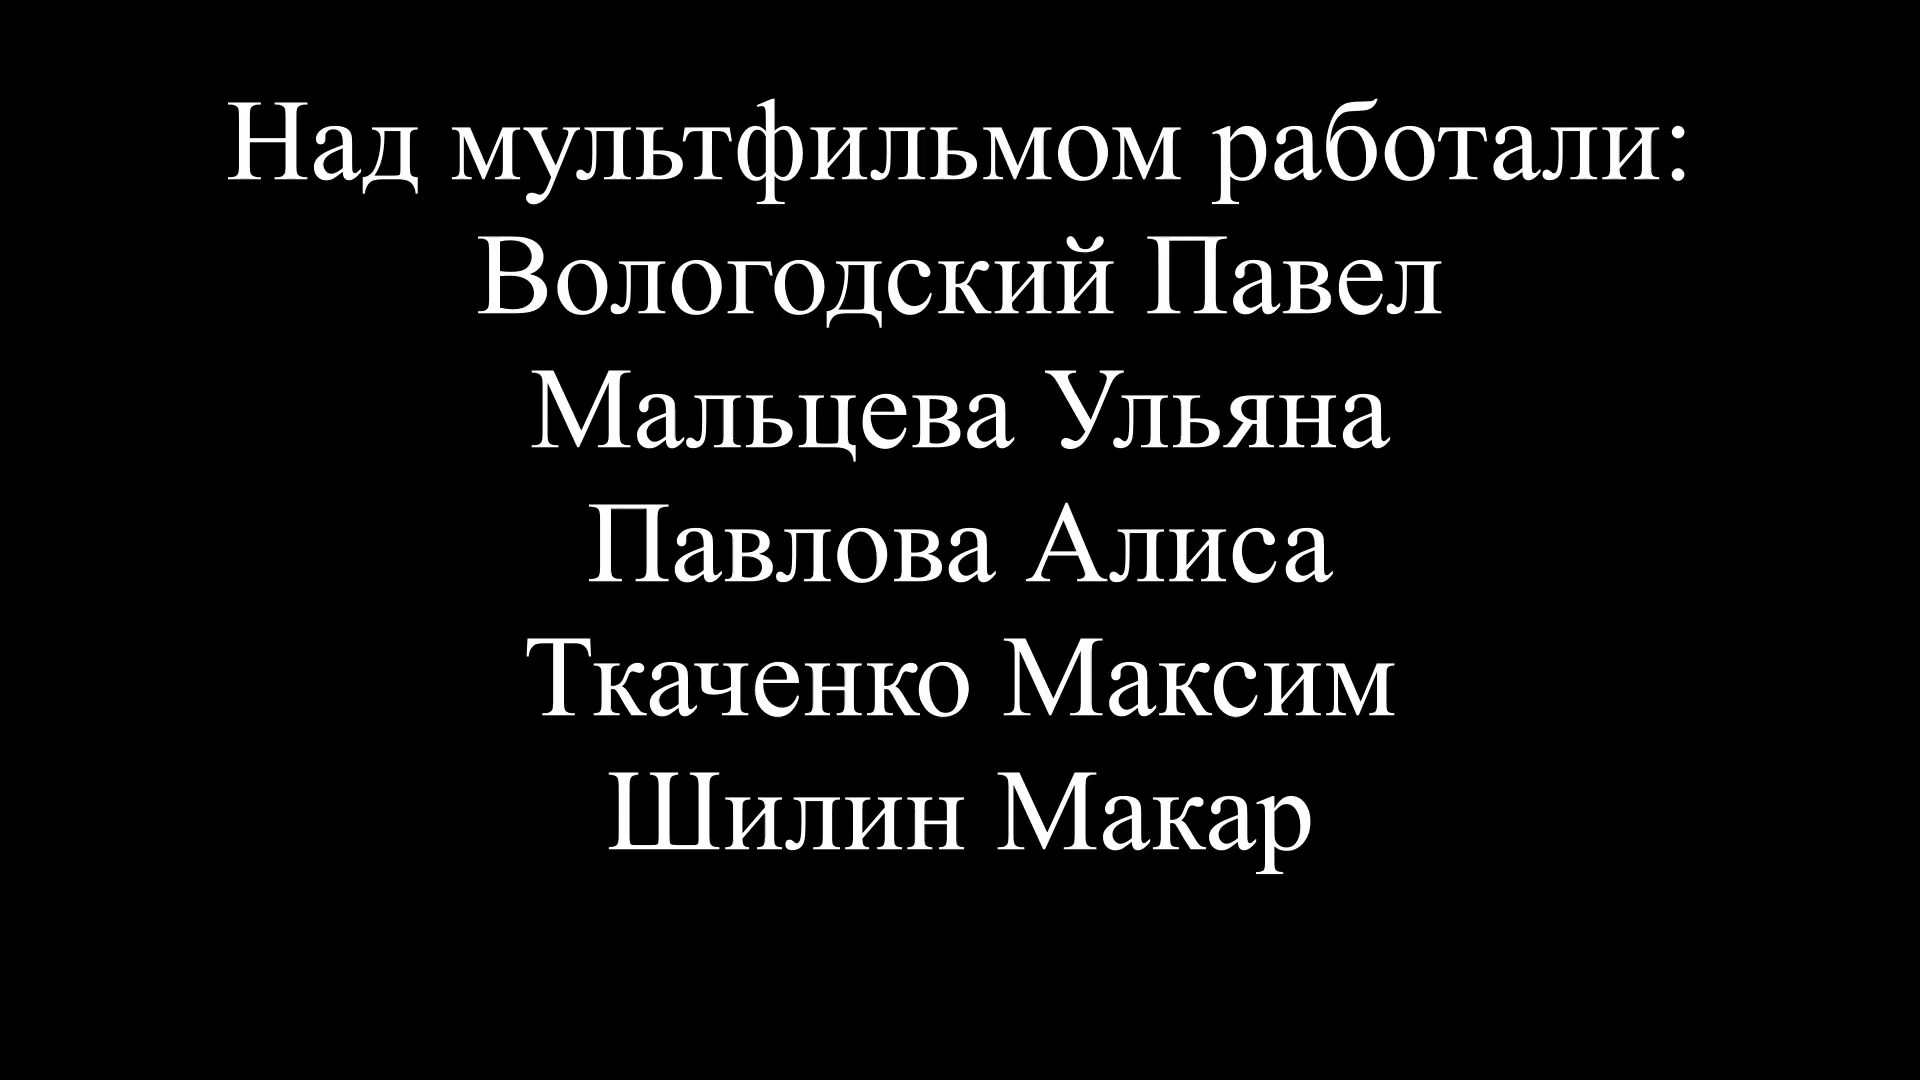 Над мультфильмом работали:
Вологодский Павел
Мальцева Ульяна
Павлова Алиса
Ткаченко Максим
Шилин Макар